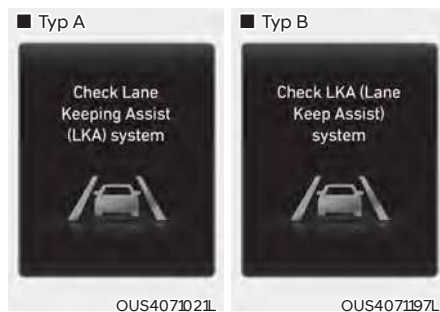 ■ Typ A
Check Lane
Keeping Assist
(LKA) system
OUS4071021L
■ Typ B
Check LKA (Lane
Keep Assist)
system
OUS4071197L